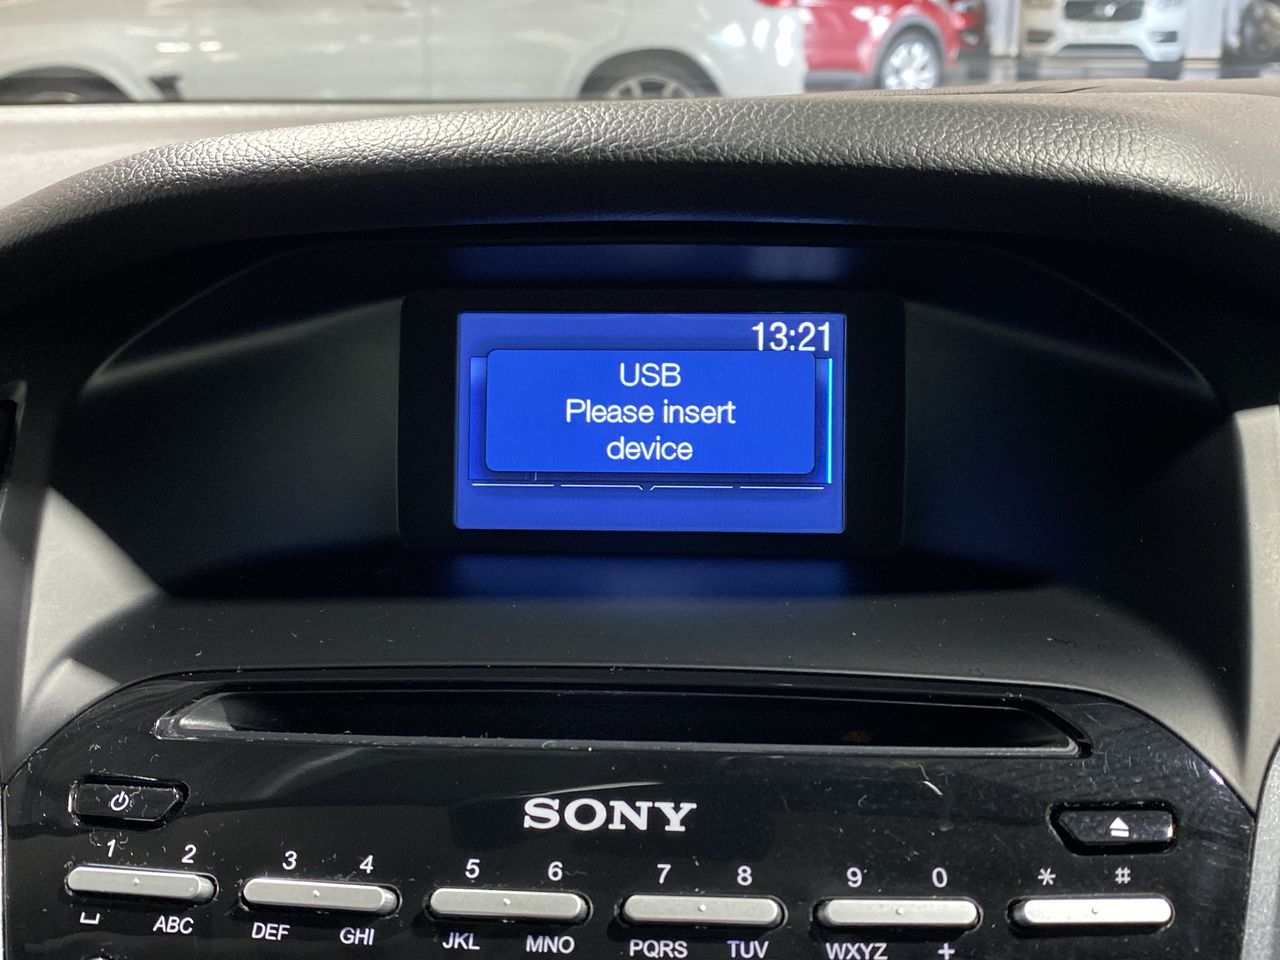 13:21
USB
Please insert
device
SONY
1 2 3 4 5 6 7 8 9 0 * #
⎵ ABC DEF GHI JKL MNO PQRS TUV WXYZ +